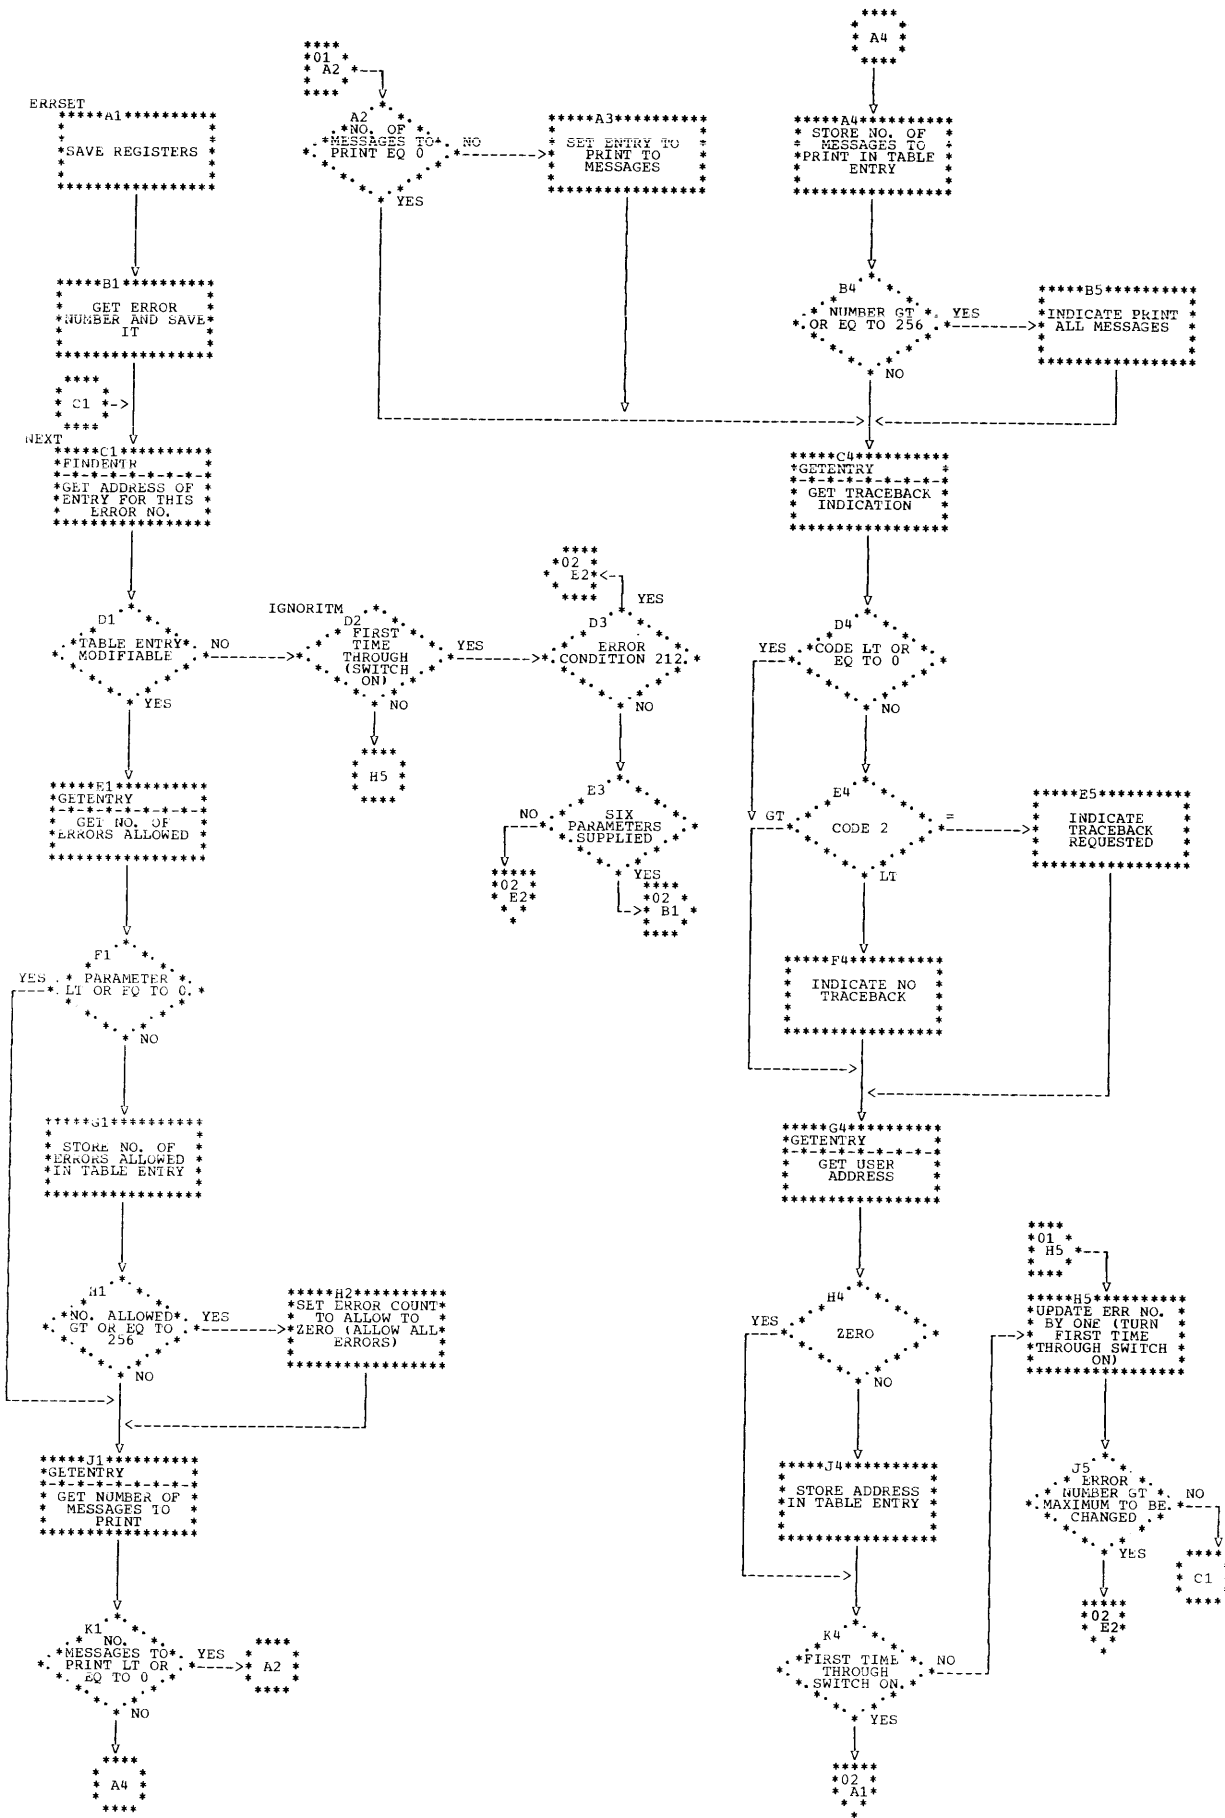 ERRSET
A1
SAVE REGISTERS
B1
GET ERROR
NUMBER AND SAVE
IT
C1
NEXT
C1
FINDENTR
GET ADDRESS OF
ENTRY FOR THIS
ERROR NO.
D1
TABLE ENTRY
MODIFIABLE
NO
YES
E1
GETENTRY
GET NO. OF
ERRORS ALLOWED
F1
PARAMETER
LT OR EQ TO 0.
YES
NO
G1
STORE NO. OF
ERRORS ALLOWED
IN TABLE ENTRY
H1
NO. ALLOWED
GT OR EQ TO
256
YES
NO
H2
SET ERROR COUNT
TO ALLOW TO
ZERO (ALLOW ALL
ERRORS)
J1
GETENTRY
GET NUMBER OF
MESSAGES TO
PRINT
K1
NO.
MESSAGES TO
PRINT LT OR
EQ TO 0
YES
A2
NO
A4
01
A2
A2
NO. OF
MESSAGES TO
PRINT EQ 0
NO
YES
A3
SET ENTRY TO
PRINT TO
MESSAGES
IGNORITM
D2
FIRST
TIME
THROUGH
(SWITCH
ON)
YES
NO
H5
02
E2
YES
D3
ERROR
CONDITION 212.
NO
E3
SIX
PARAMETERS
SUPPLIED
NO
02
E2
YES
02
B1
A4
A4
STORE NO. OF
MESSAGES TO
PRINT IN TABLE
ENTRY
B4
NUMBER GT
OR EQ TO 256
YES
NO
B5
INDICATE PRINT
ALL MESSAGES
C4
GETENTRY
GET TRACEBACK
INDICATION
D4
CODE LT OR
EQ TO 0
YES
NO
E4
CODE 2
GT
=
LT
E5
INDICATE
TRACEBACK
REQUESTED
F4
INDICATE NO
TRACEBACK
G4
GETENTRY
GET USER
ADDRESS
H4
ZERO
YES
NO
J4
STORE ADDRESS
IN TABLE ENTRY
K4
FIRST TIME
THROUGH
SWITCH ON.
NO
YES
02
A1
01
H5
H5
UPDATE ERR NO.
BY ONE (TURN
FIRST TIME
THROUGH SWITCH
ON)
J5
ERROR
NUMBER GT
MAXIMUM TO BE
CHANGED
NO
C1
YES
02
E2